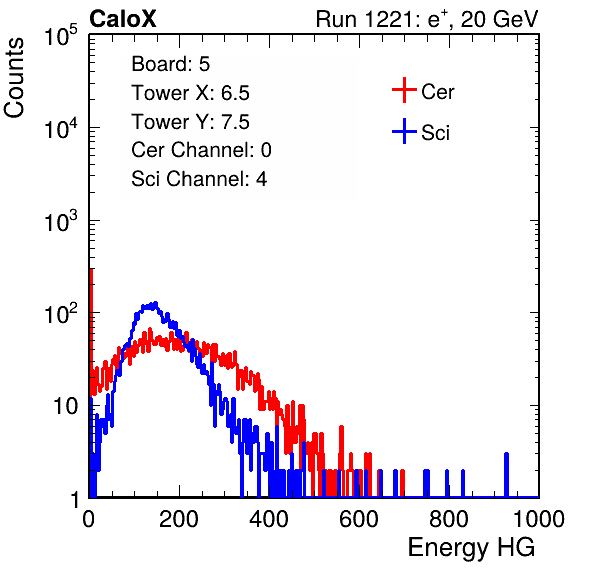 CaloX Run 1221: e⁺, 20 GeV
Counts
10⁵
10⁴
10³
10²
10
1
Board: 5
Tower X: 6.5
Tower Y: 7.5
Cer Channel: 0
Sci Channel: 4
Cer
Sci
0 200 400 600 800 1000
Energy HG